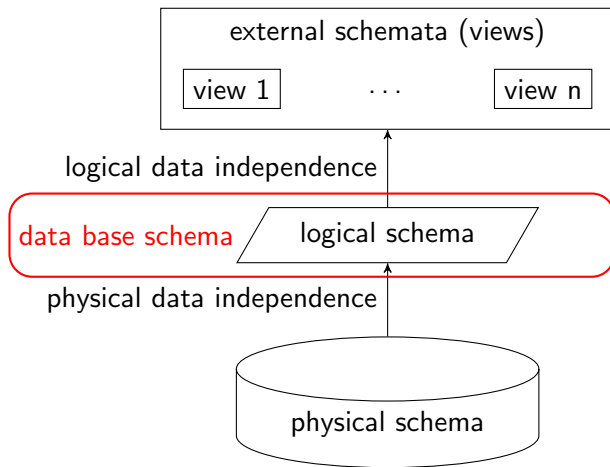 external schemata (views)
view 1 ... view n
logical data independence
data base schema logical schema
physical data independence
physical schema